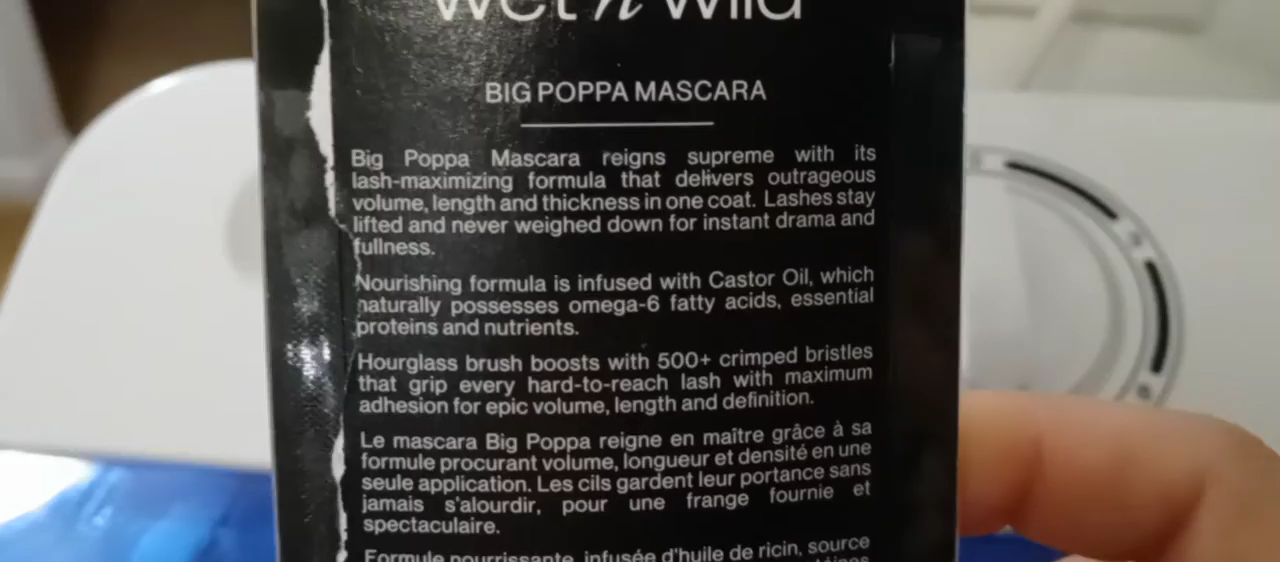 wet n wild
BIG POPPA MASCARA
Big Poppa Mascara reigns supreme with its
lash-maximizing formula that delivers outrageous
volume, length and thickness in one coat. Lashes stay
lifted and never weighed down for instant drama and
fullness.
Nourishing formula is infused with Castor Oil, which
naturally possesses omega-6 fatty acids, essential
proteins and nutrients.
Hourglass brush boosts with 500+ crimped bristles
that grip every hard-to-reach lash with maximum
adhesion for epic volume, length and definition.
Le mascara Big Poppa reigne en maître grâce à sa
formule procurant volume, longueur et densité en une
seule application. Les cils gardent leur portance sans
jamais s'alourdir, pour une frange fournie et
spectaculaire.
Formule nourrissante, infusée d'huile de ricin, source